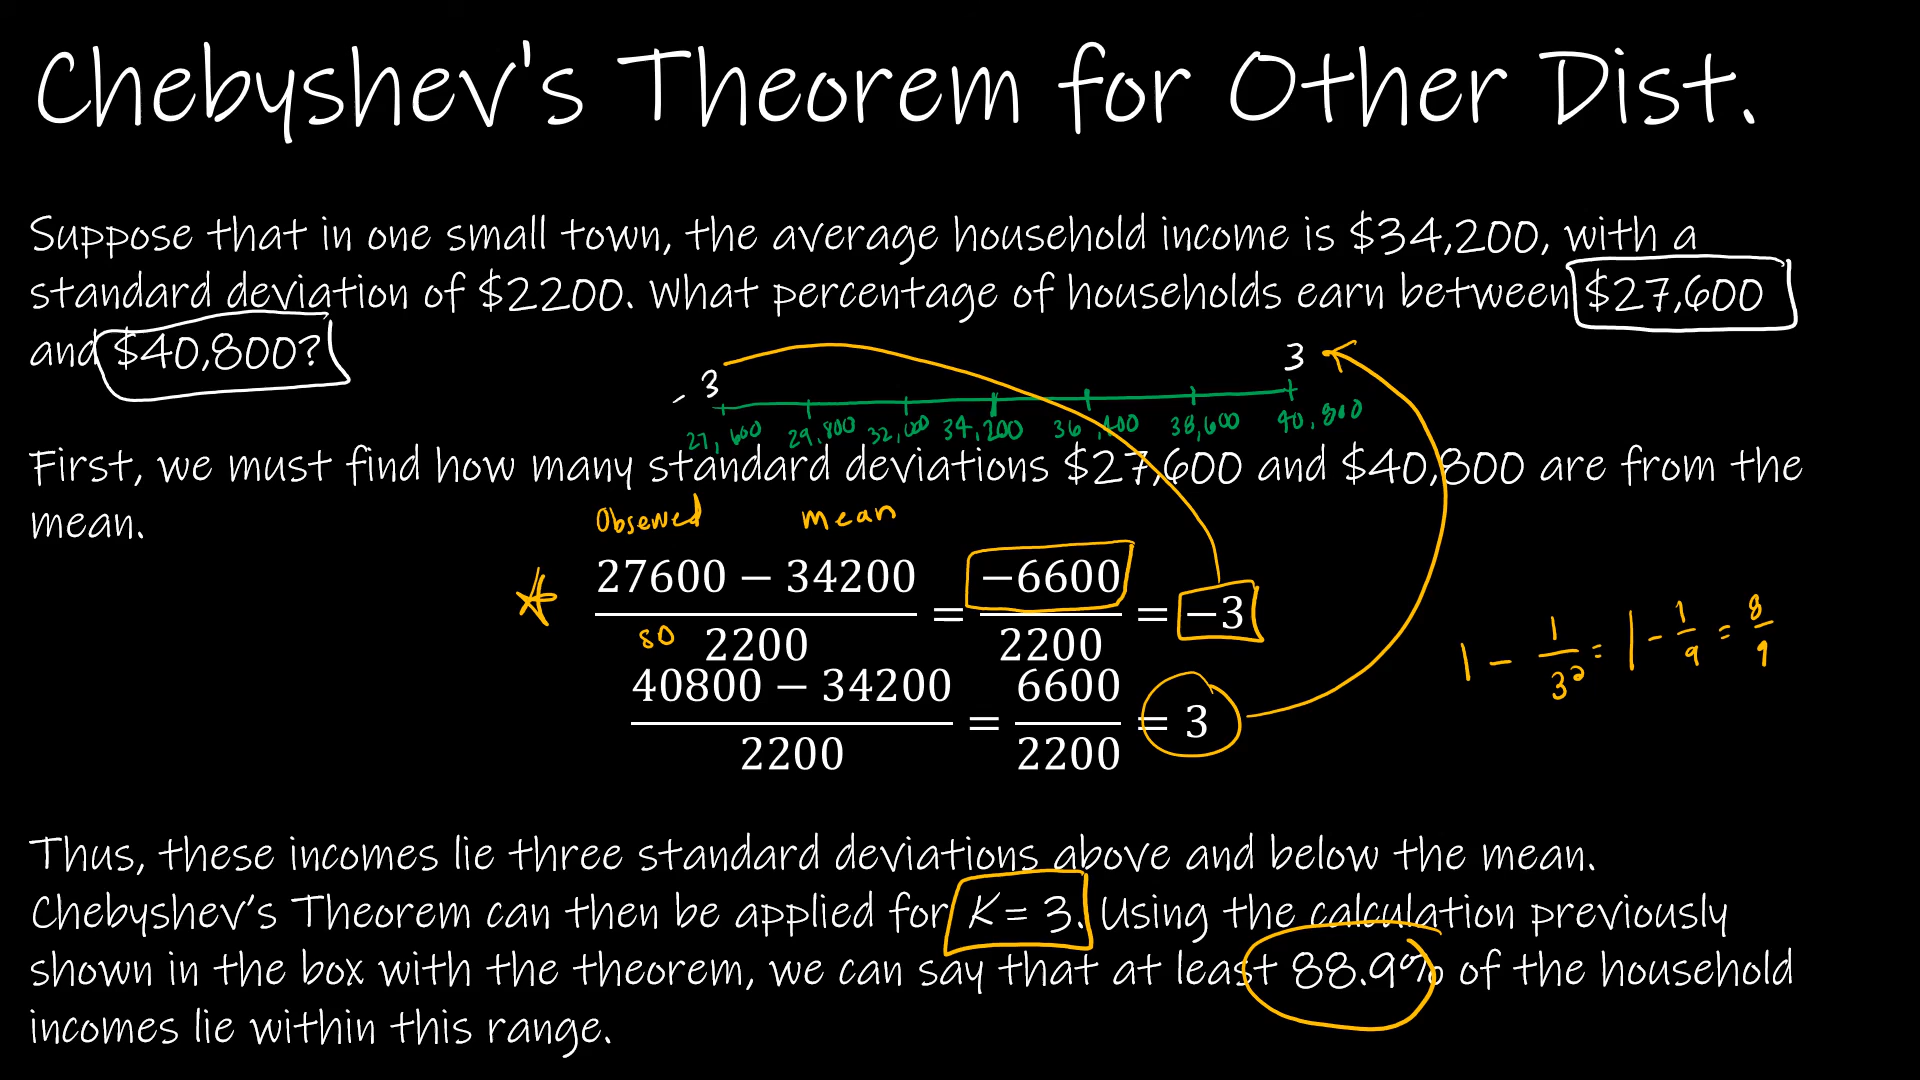 Chebyshev's Theorem for Other Dist.
Suppose that in one small town, the average household income is $34,200, with a
standard deviation of $2200. What percentage of households earn between $27,600
and $40,800?
-3 3
27,600 29,800 32,000 34,200 36,400 38,600 40,800
First, we must find how many standard deviations $27,600 and $40,800 are from the
mean.
Observed mean
27600 − 34200 / 2200 = −6600 / 2200 = −3
SD
1 - 1/3² = 1 - 1/9 = 8/9
40800 − 34200 / 2200 = 6600 / 2200 = 3
Thus, these incomes lie three standard deviations above and below the mean.
Chebyshev's Theorem can then be applied for K = 3. Using the calculation previously
shown in the box with the theorem, we can say that at least 88.9% of the household
incomes lie within this range.